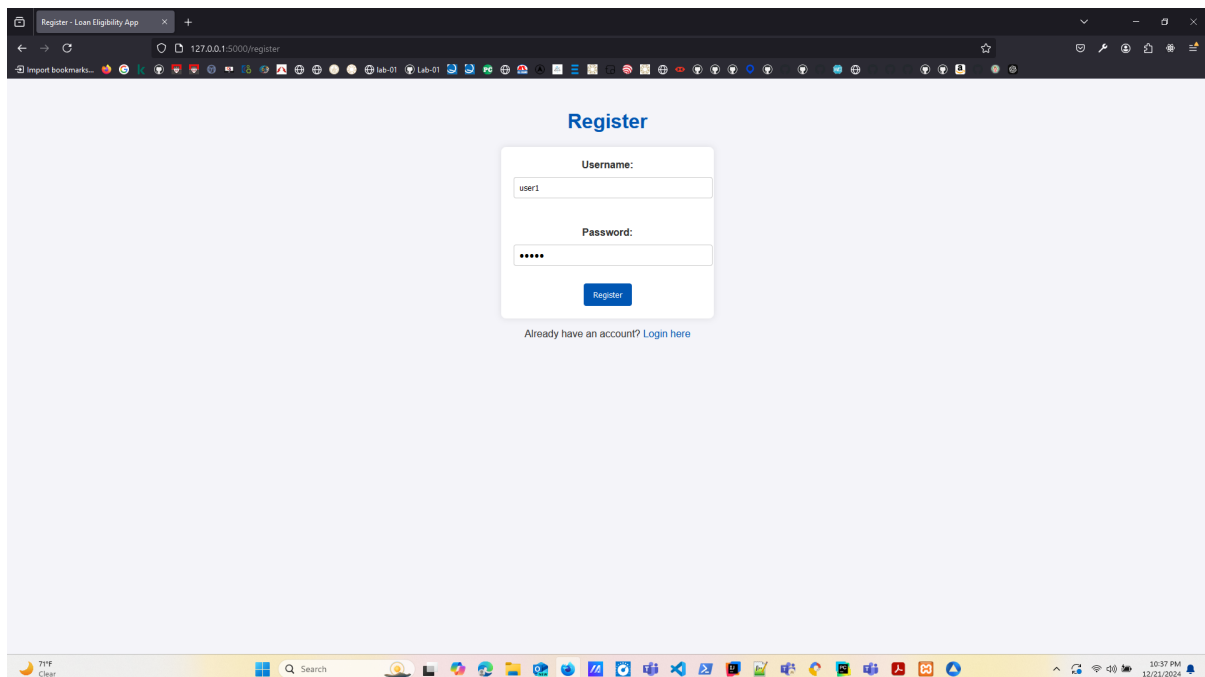 Register - Loan Eligibility App
127.0.0.1:5000/register
Import bookmarks... lab-01 Lab-01
Register
Username:
user1
Password:
•••••
Register
Already have an account? Login here
71°F
Clear
Search
10:37 PM
12/21/2024